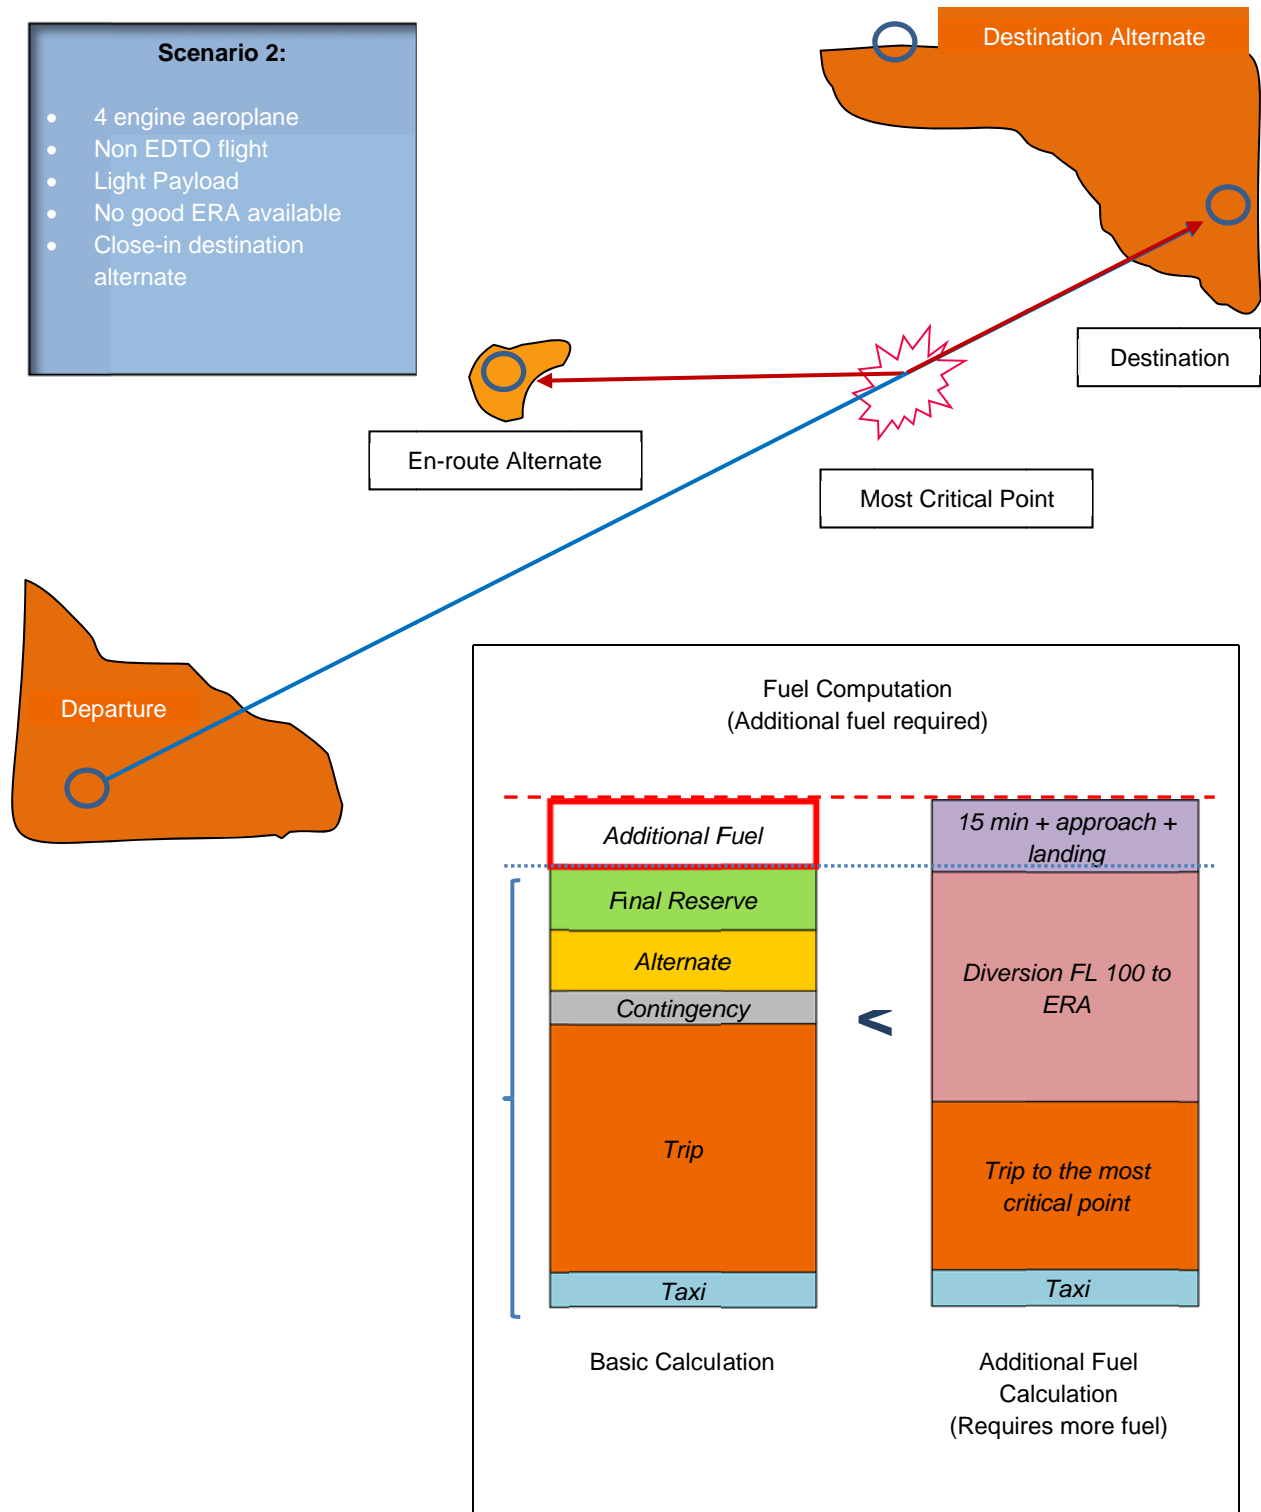 Scenario 2:
• 4 engine aeroplane
• Non EDTO flight
• Light Payload
• No good ERA available
• Close-in destination
alternate
Destination Alternate
Destination
En-route Alternate
Most Critical Point
Departure
Fuel Computation
(Additional fuel required)
Additional Fuel
Final Reserve
Alternate
Contingency
Trip
Taxi
Basic Calculation
<
15 min + approach +
landing
Diversion FL 100 to
ERA
Trip to the most
critical point
Taxi
Additional Fuel
Calculation
(Requires more fuel)